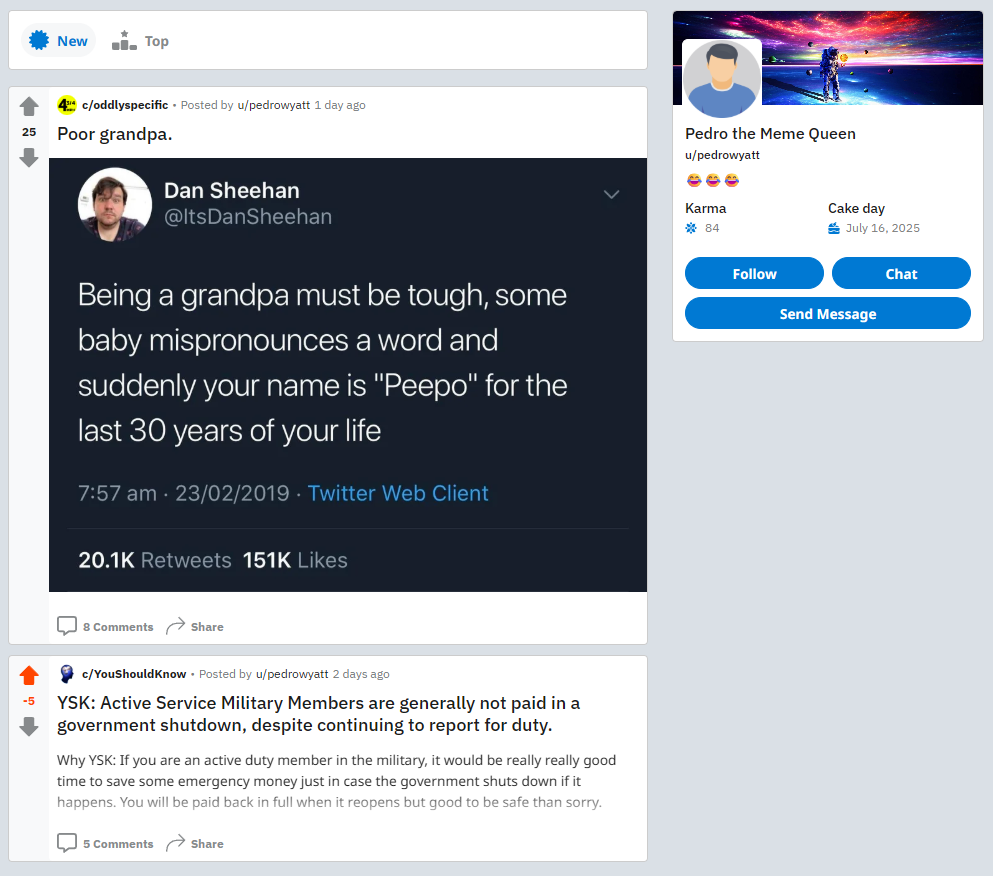 New
Top
25
c/oddlyspecific • Posted by u/pedrowyatt 1 day ago
Poor grandpa.
Dan Sheehan
@ItsDanSheehan
Being a grandpa must be tough, some
baby mispronounces a word and
suddenly your name is "Peepo" for the
last 30 years of your life
7:57 am · 23/02/2019 · Twitter Web Client
20.1K Retweets 151K Likes
8 Comments Share
-5
c/YouShouldKnow • Posted by u/pedrowyatt 2 days ago
YSK: Active Service Military Members are generally not paid in a
government shutdown, despite continuing to report for duty.
Why YSK: If you are an active duty member in the military, it would be really really good
time to save some emergency money just in case the government shuts down if it
happens. You will be paid back in full when it reopens but good to be safe than sorry.
5 Comments Share
Pedro the Meme Queen
u/pedrowyatt
😂😂😂
Karma
84
Cake day
July 16, 2025
Follow
Chat
Send Message